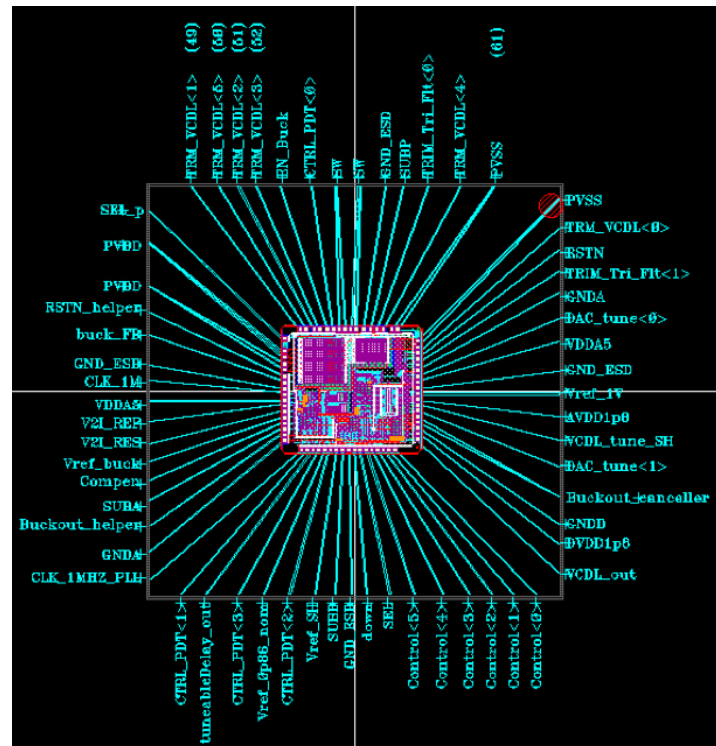 (49)
(50)
(51)
(52)
(61)
TRM_VCDL<1>
TRM_VCDL<5>
TRM_VCDL<2>
TRM_VCDL<3>
EN_Buck
CTRL_PDT<0>
SW
SW
GND_ESD
SUBP
TRIM_Tri_Flt<0>
TRM_VCDL<4>
PVSS
PVDD
PVDD
RSTN_helper
buck_FB
GND_ESD
CLK_1M
VDDA5
V2I_REF
V2I_RES
Vref_buck
Compen
SUBA
Buckout_helper
GNDA
CLK_1MHZ_PLL
PVSS
TRM_VCDL<0>
RSTN
TRIM_Tri_Flt<1>
GNDA
DAC_tune<0>
VDDA5
GND_ESD
Vref_1V
AVDD1p8
VCDL_tune_SH
DAC_tune<1>
Buckout_canceller
GNDD
DVDD1p8
VCDL_out
CTRL_PDT<1>
tuneableDelay_out
CTRL_PDT<3>
Vref_0p86_nom
CTRL_PDT<2>
Vref_SH
SUBD
GND_ESD
down
SEL
Control<5>
Control<4>
Control<3>
Control<2>
Control<1>
Control<0>